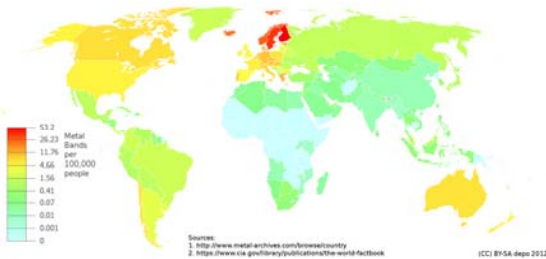 53.2
26.23
11.76
4.66
1.56
0.41
0.07
0.01
0.001
0
Metal
Bands
per
100,000
people
Sources:
1. http://www.metal-archives.com/browse/country
2. https://www.cia.gov/library/publications/the-world-factbook
(CC) BY-SA depo 2012